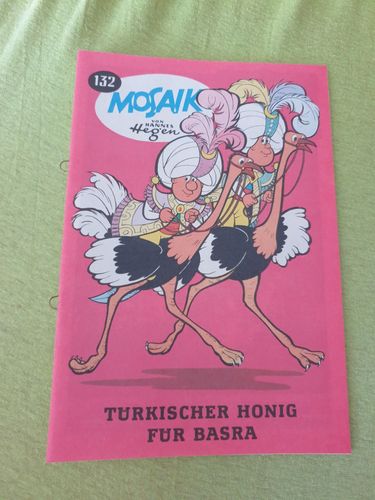 132
MOSAIK
VON
HANNES
Hegen
TÜRKISCHER HONIG
FÜR BASRA